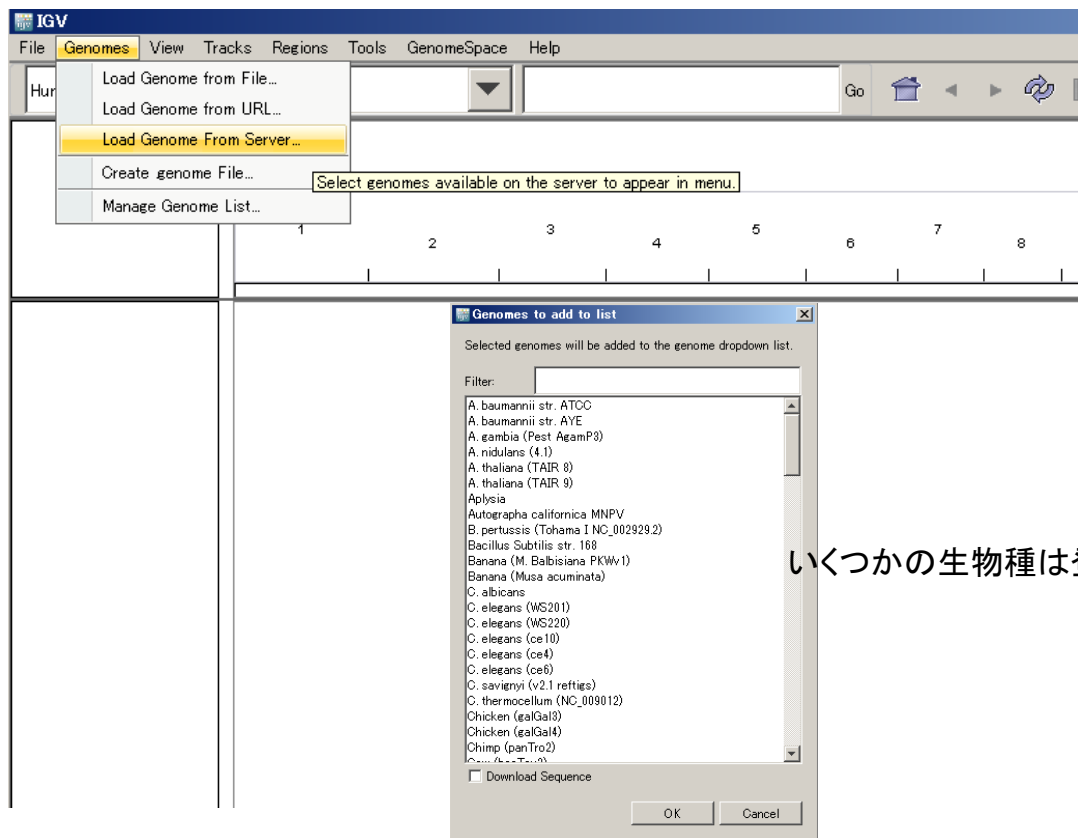 IGV
File Genomes View Tracks Regions Tools GenomeSpace Help
Hur
Go
Load Genome from File...
Load Genome from URL...
Load Genome From Server...
Create genome File...
Manage Genome List...
Select genomes available on the server to appear in menu.
1 2 3 4 5 6 7 8
Genomes to add to list
Selected genomes will be added to the genome dropdown list.
Filter:
A. baumannii str. ATCC
A. baumannii str. AYE
A. gambia (Pest AgamP3)
A. nidulans (4.1)
A. thaliana (TAIR 8)
A. thaliana (TAIR 9)
Aplysia
Autographa californica MNPV
B. pertussis (Tohama I NC_002929.2)
Bacillus Subtilis str. 168
Banana (M. Balbisiana PKWv1)
Banana (Musa acuminata)
C. albicans
C. elegans (WS201)
C. elegans (WS220)
C. elegans (ce10)
C. elegans (ce4)
C. elegans (ce6)
C. savignyi (v2.1 reftigs)
C. thermocellum (NC_009012)
Chicken (galGal3)
Chicken (galGal4)
Chimp (panTro2)
Download Sequence
OK Cancel
いくつかの生物種は